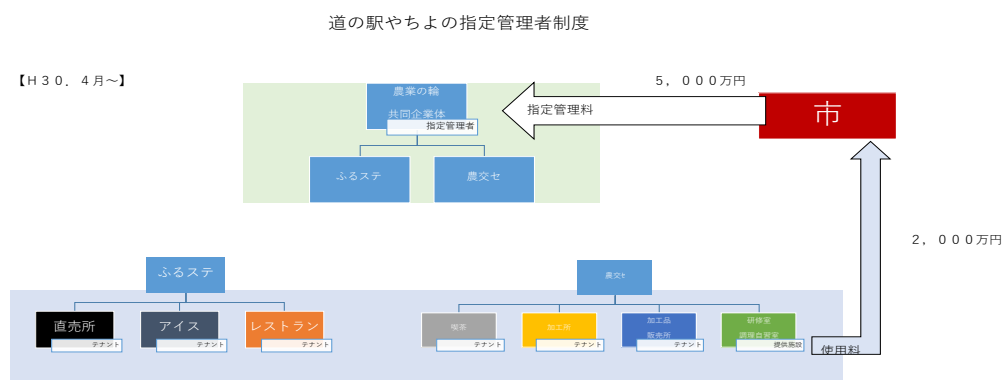 道の駅やちよの指定管理者制度
【H30．4月～】
5，000万円
農業の輪
共同企業体
指定管理者
指定管理料
市
ふるステ
農交セ
2，000万円
ふるステ
農交セ
直売所
テナント
アイス
テナント
レストラン
テナント
喫茶
テナント
加工所
テナント
加工品
販売所
テナント
研修室
調理自習室
提供施設
使用料